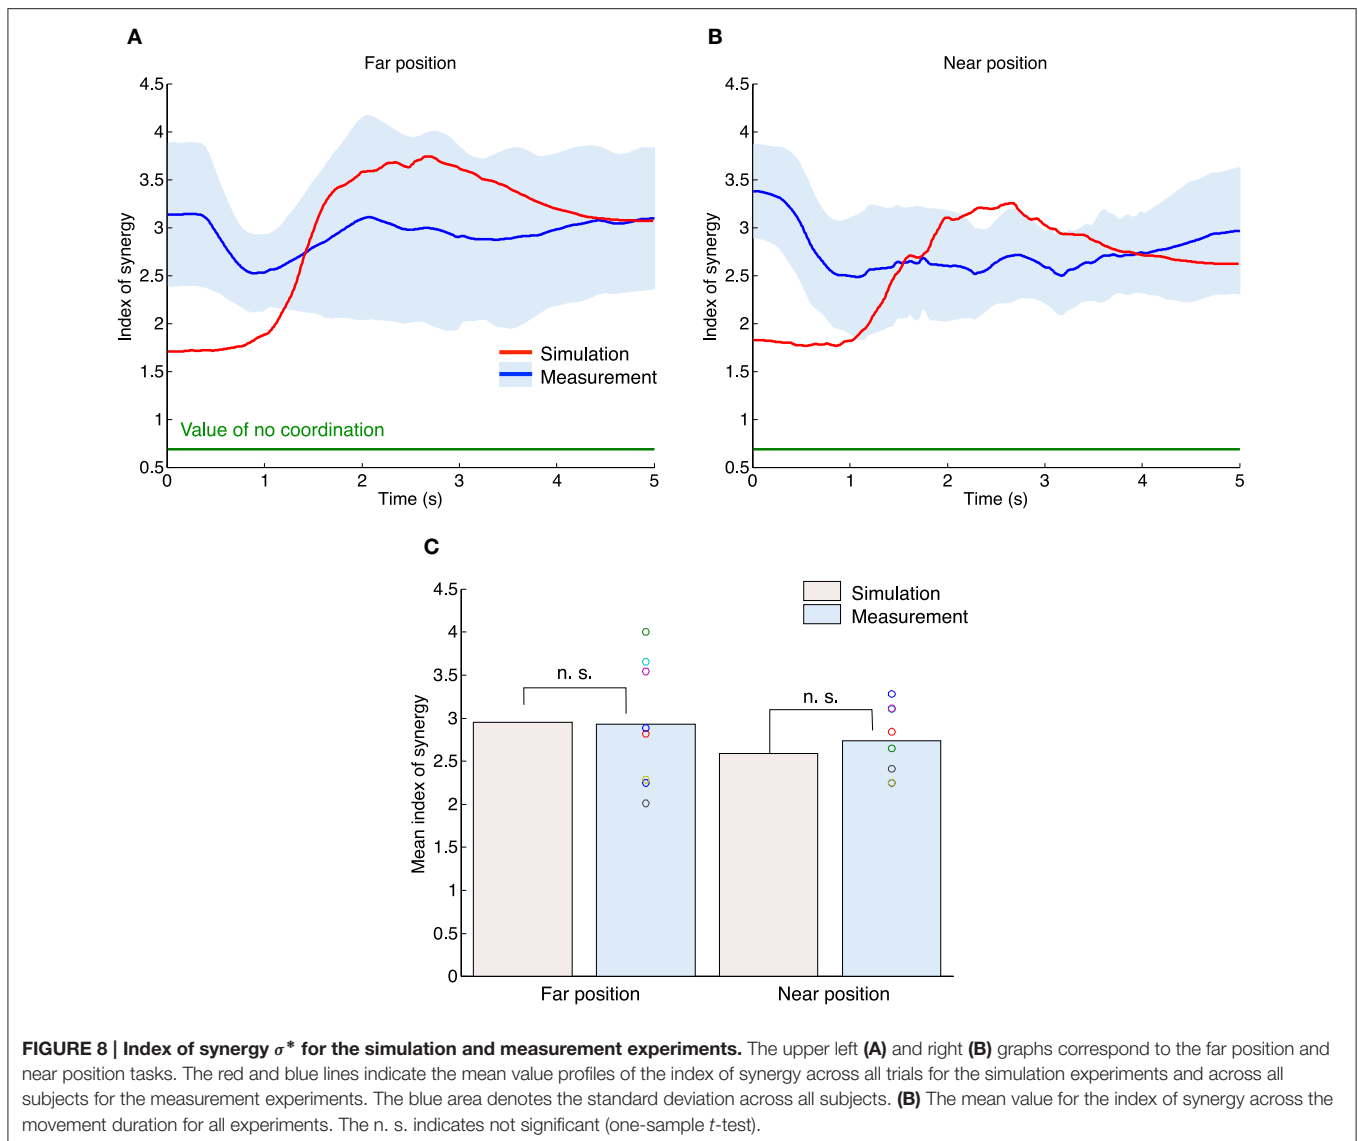 A
Far position
4.5
4
3.5
3
2.5
2
1.5
1
0.5
Index of synergy
Simulation
Measurement
Value of no coordination
0 1 2 3 4 5
Time (s)
B
Near position
4.5
4
3.5
3
2.5
2
1.5
1
0.5
Index of synergy
0 1 2 3 4 5
Time (s)
C
4.5
4
3.5
3
2.5
2
1.5
1
0.5
0
Mean index of synergy
Simulation
Measurement
n. s.
n. s.
Far position Near position
FIGURE 8 | Index of synergy σ* for the simulation and measurement experiments. The upper left (A) and right (B) graphs correspond to the far position and
near position tasks. The red and blue lines indicate the mean value profiles of the index of synergy across all trials for the simulation experiments and across all
subjects for the measurement experiments. The blue area denotes the standard deviation across all subjects. (B) The mean value for the index of synergy across the
movement duration for all experiments. The n. s. indicates not significant (one-sample t-test).